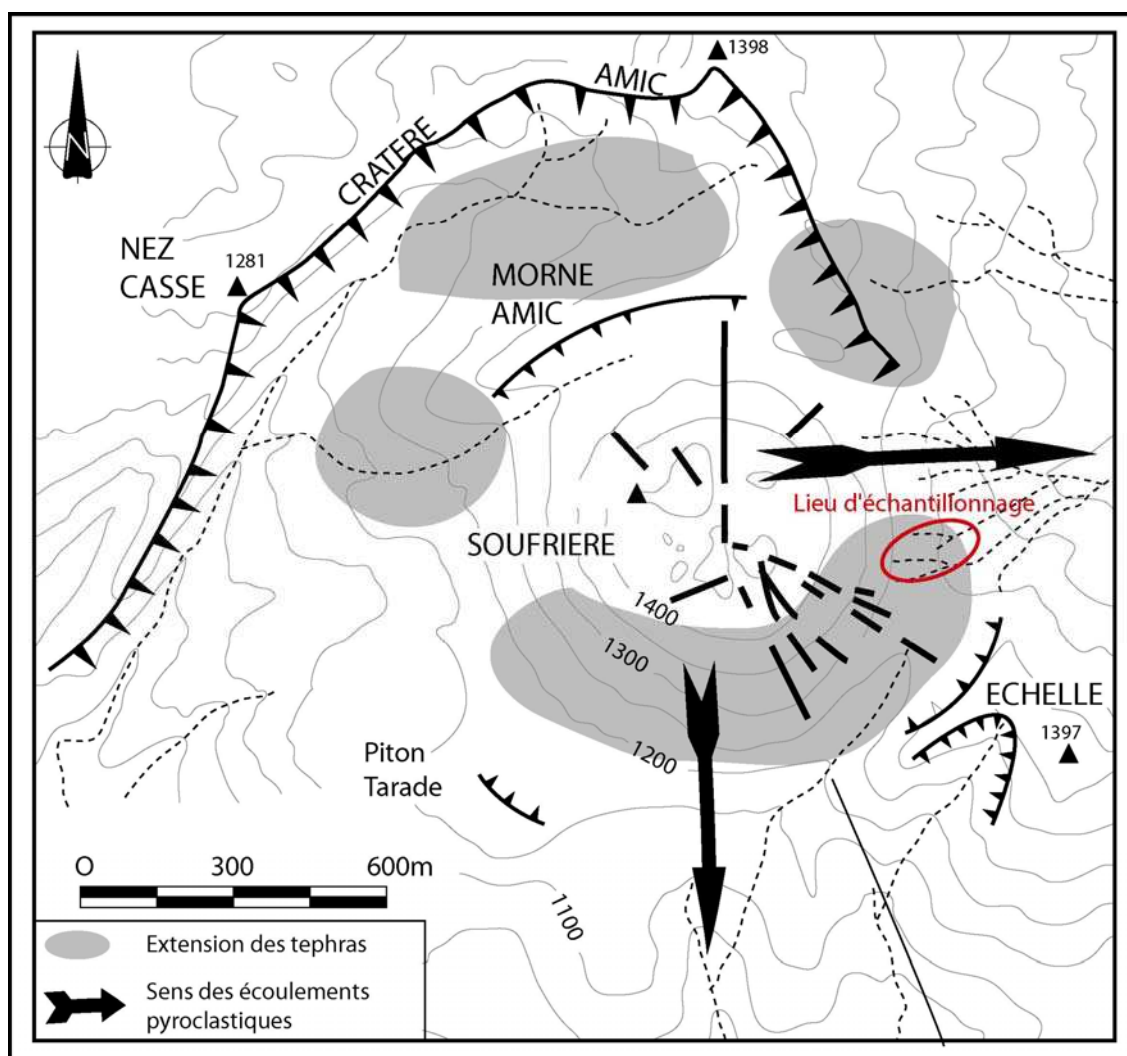 1398
AMIC
CRATERE
N
NEZ
CASSE
1281
MORNE
AMIC
Lieu d'échantillonnage
SOUFRIERE
1400
1300
1200
ECHELLE
1397
Piton
Tarade
O 300 600m
1100
Extension des tephras
Sens des écoulements
pyroclastiques